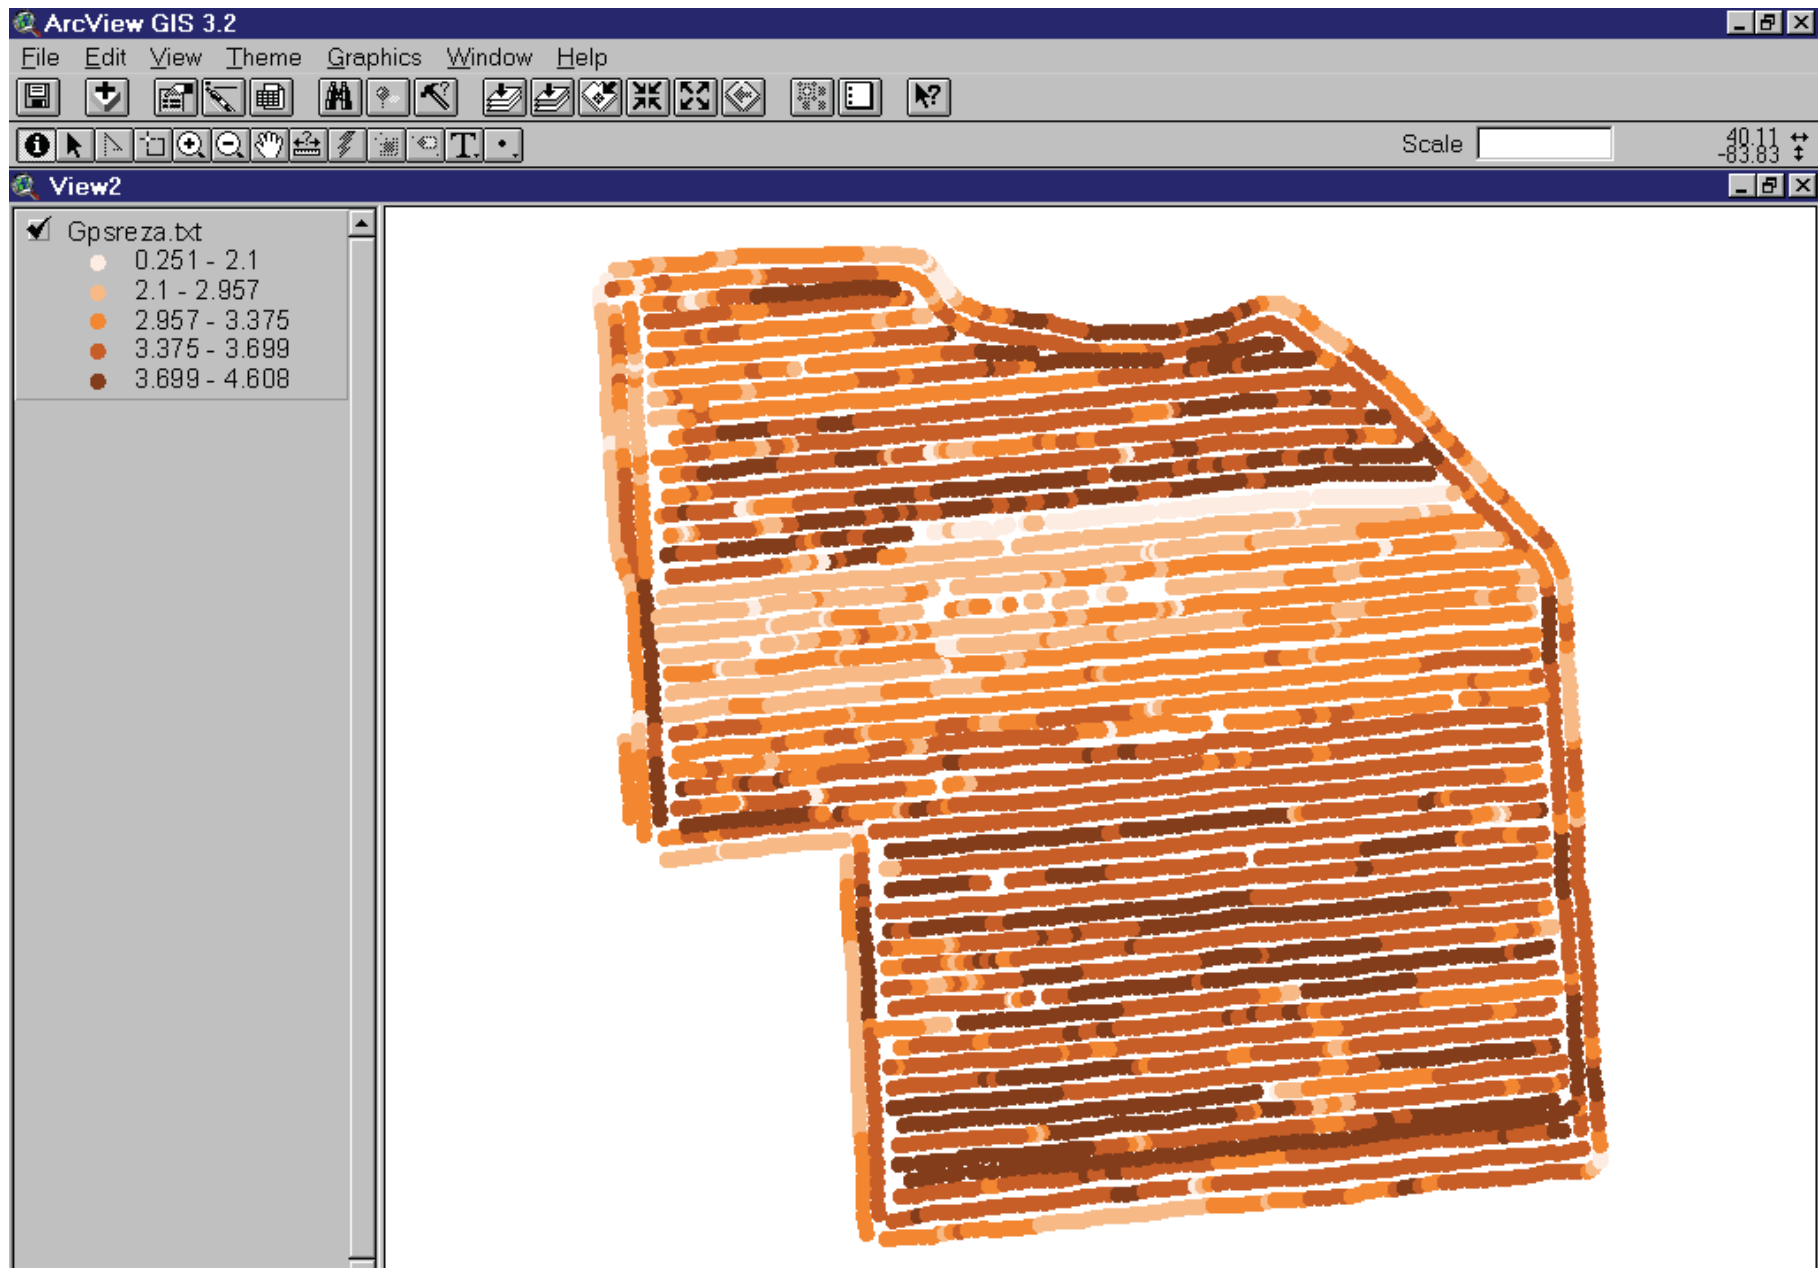 ArcView GIS 3.2
File Edit View Theme Graphics Window Help
Scale
40.11
-83.83
View2
Gpsreza.txt
0.251 - 2.1
2.1 - 2.957
2.957 - 3.375
3.375 - 3.699
3.699 - 4.608